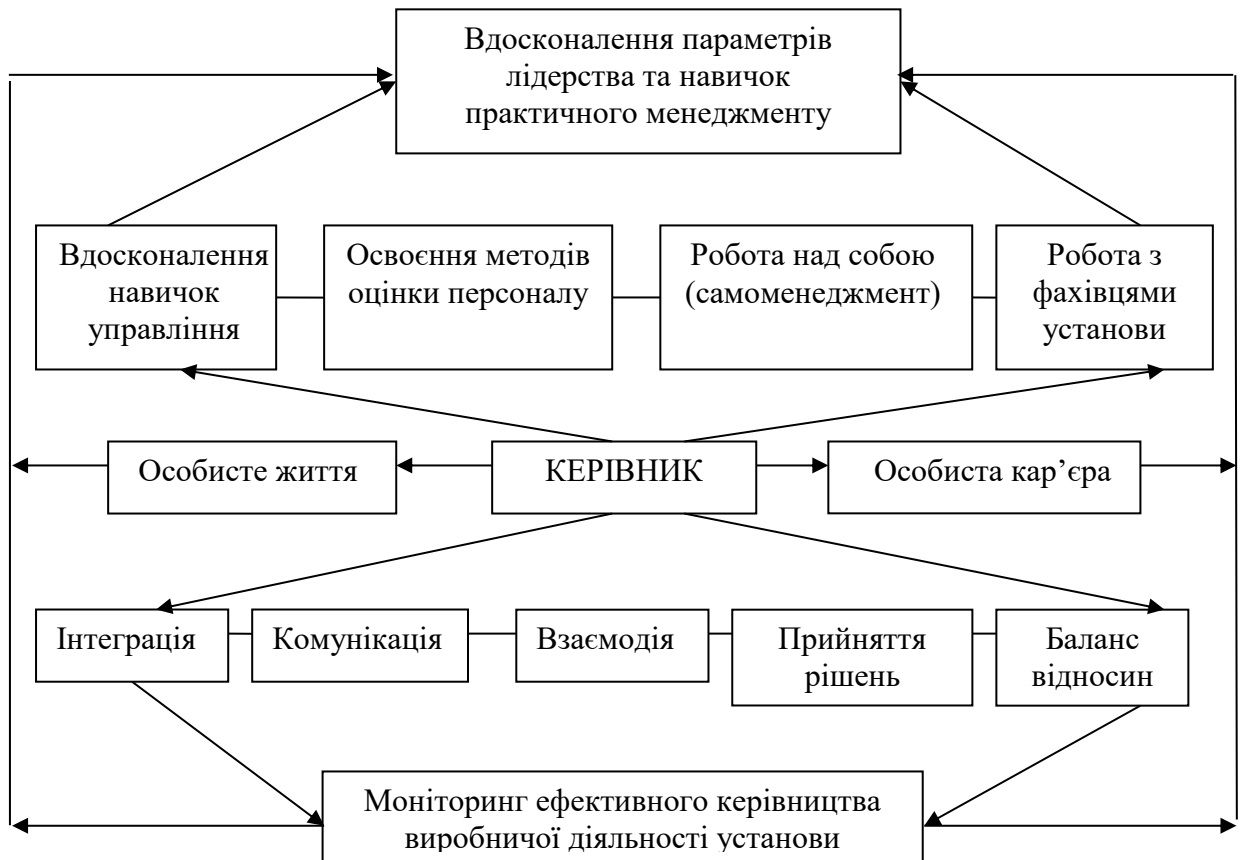 Вдосконалення параметрів
лідерства та навичок
практичного менеджменту
Вдосконалення
навичок
управління
Освоєння методів
оцінки персоналу
Робота над собою
(самоменеджмент)
Робота з
фахівцями
установи
Особисте життя
КЕРІВНИК
Особиста кар’єра
Інтеграція
Комунікація
Взаємодія
Прийняття
рішень
Баланс
відносин
Моніторинг ефективного керівництва
виробничої діяльності установи